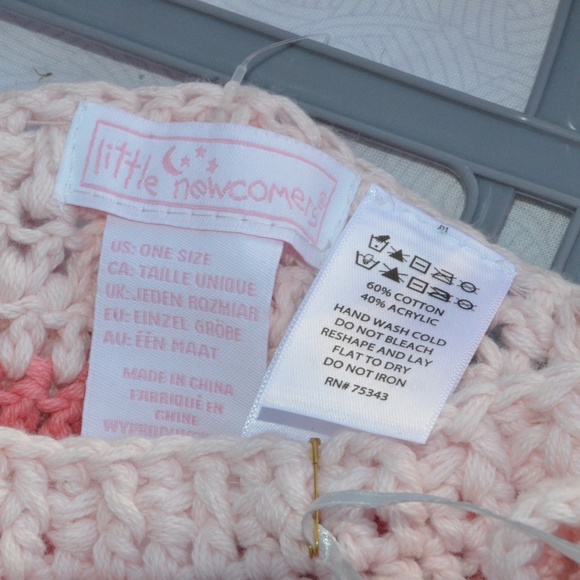 little newcomers
US: ONE SIZE
CA: TAILLE UNIQUE
UK: JEDEN ROZMIAR
EU: EINZEL GRÖBE
AU: ÉÉN MAAT
MADE IN CHINA
FABRIQUÉ EN
CHINE
60% COTTON
40% ACRYLIC
HAND WASH COLD
DO NOT BLEACH
RESHAPE AND LAY
FLAT TO DRY
DO NOT IRON
RN# 75343